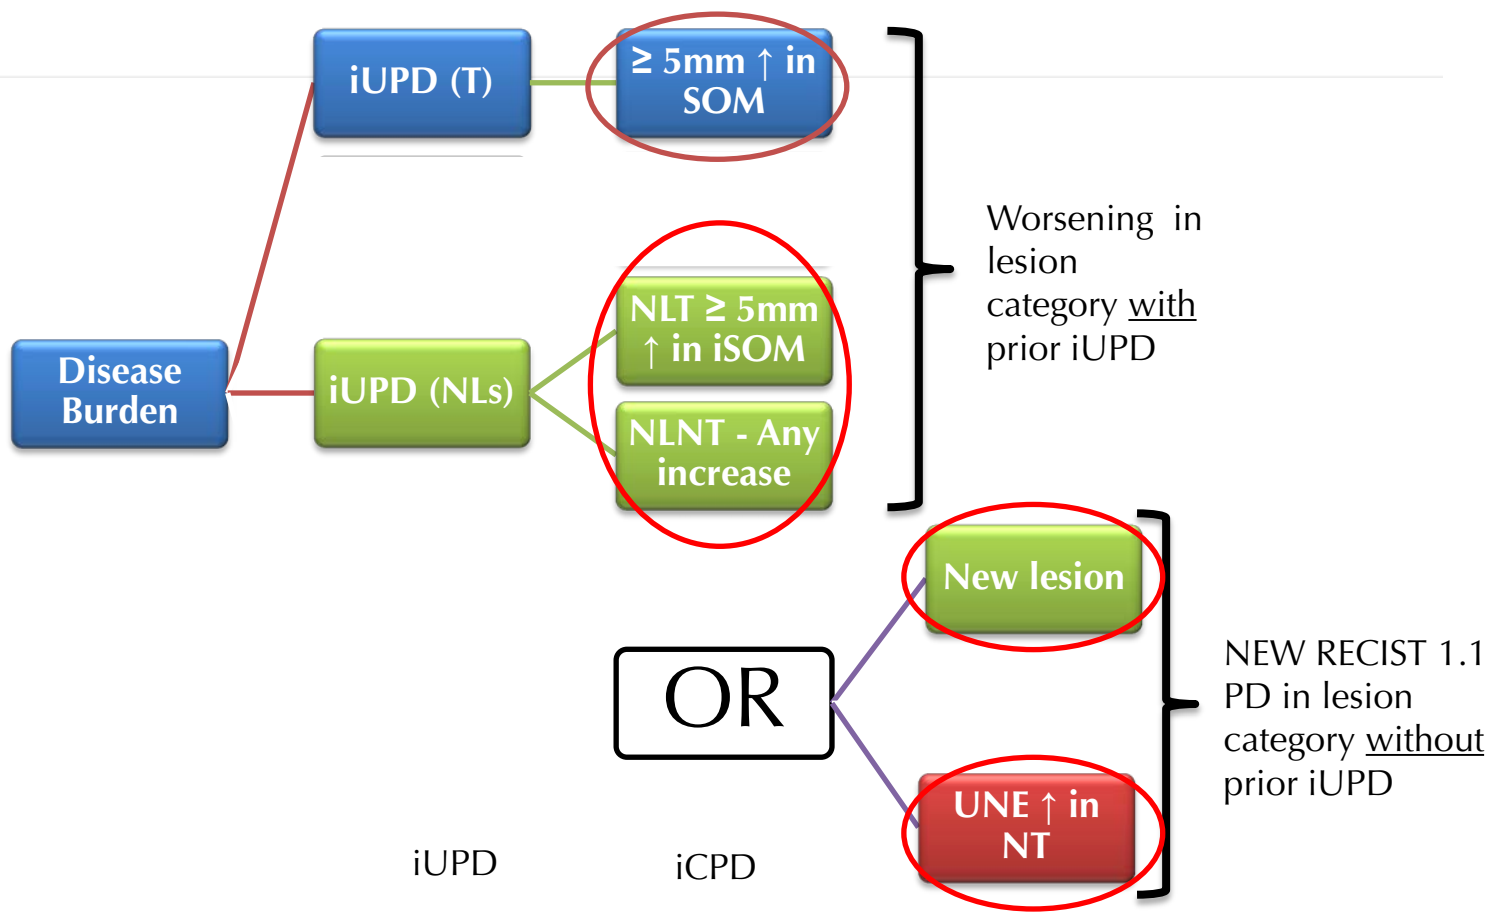 iUPD (T)
≥ 5mm ↑ in
SOM
Worsening in
lesion
category with
prior iUPD
NLT ≥ 5mm
↑ in iSOM
Disease
Burden
iUPD (NLs)
NLNT - Any
increase
New lesion
OR
NEW RECIST 1.1
PD in lesion
category without
prior iUPD
UNE ↑ in
NT
iUPD
iCPD